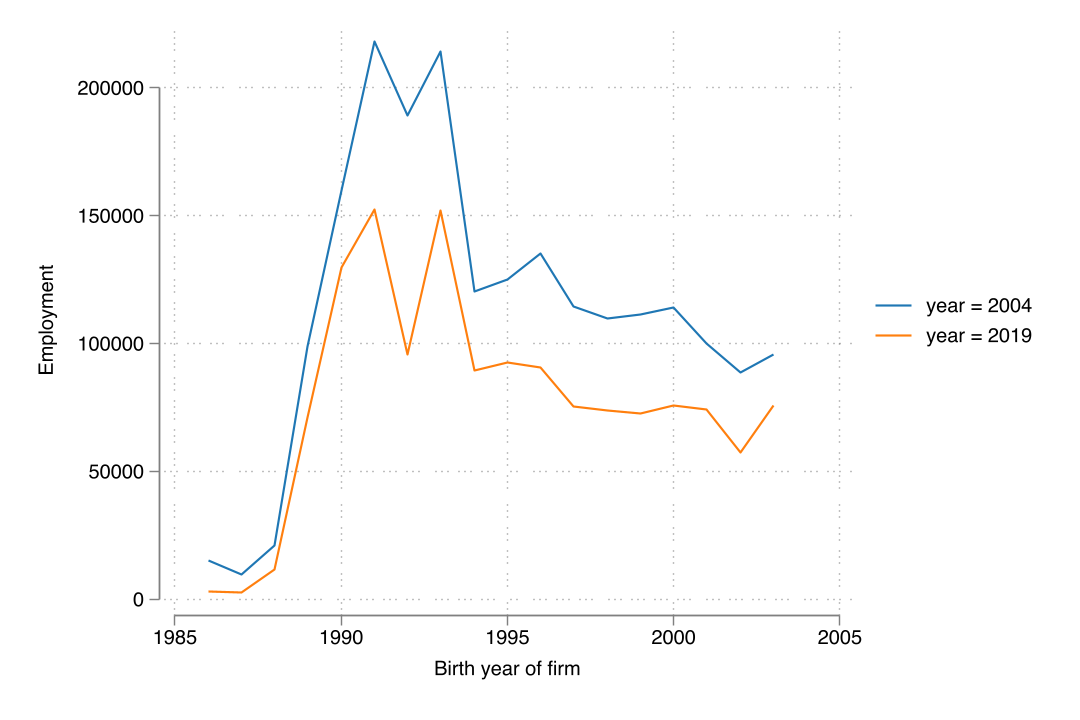 200000
150000
100000
50000
0
Employment
1985 1990 1995 2000 2005
Birth year of firm
year = 2004
year = 2019